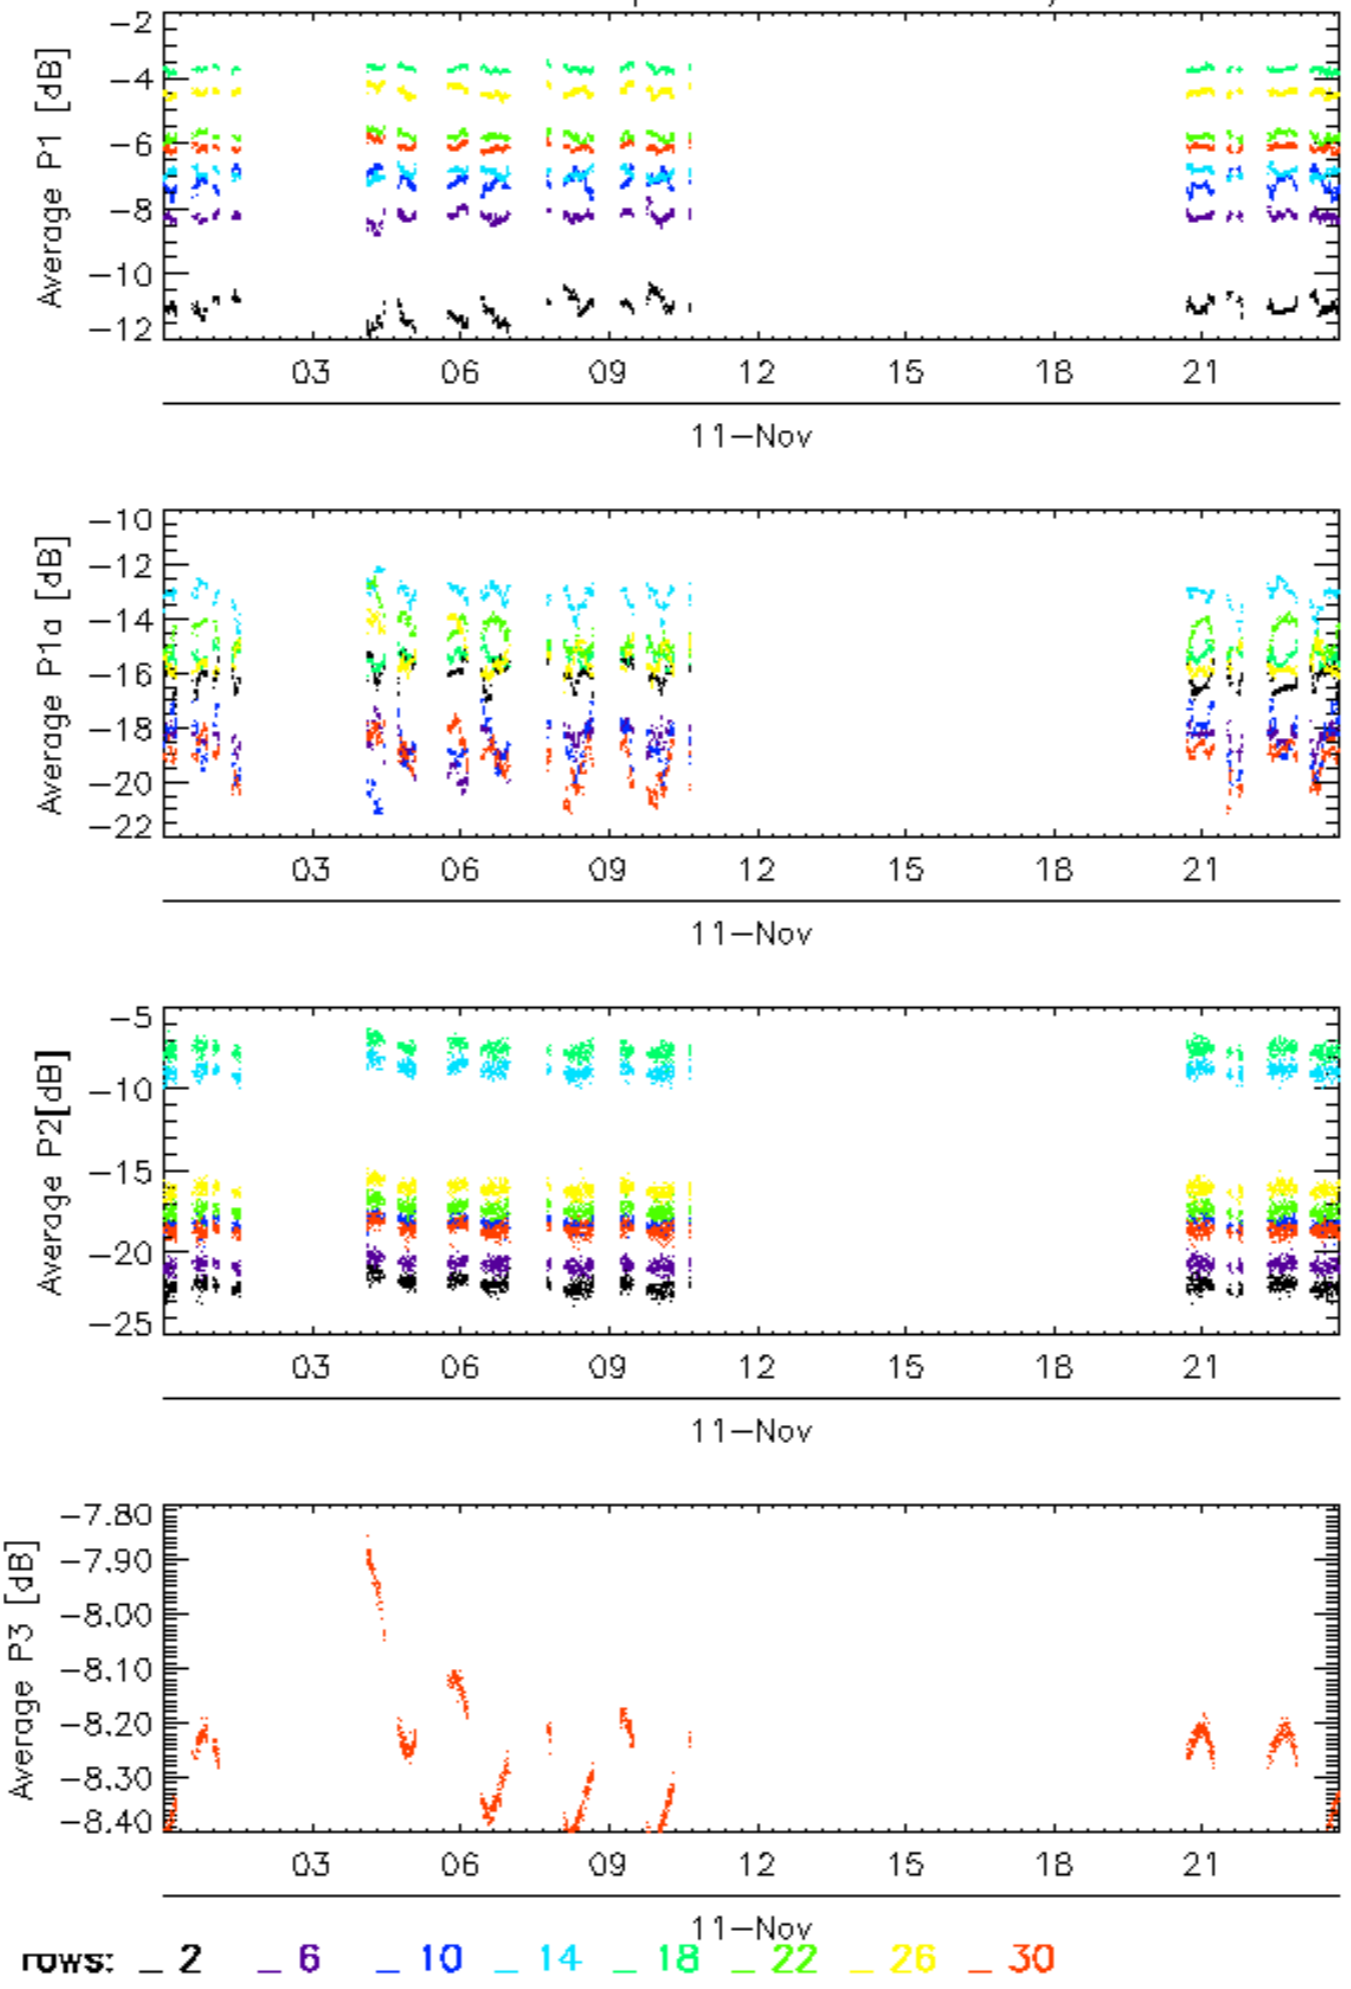 Average P1 [dB]
−2
−4
−6
−8
−10
−12
03 06 09 12 15 18 21
11−Nov
Average P1a [dB]
−10
−12
−14
−16
−18
−20
−22
03 06 09 12 15 18 21
11−Nov
Average P2[dB]
−5
−10
−15
−20
−25
03 06 09 12 15 18 21
11−Nov
Average P3 [dB]
−7.80
−7.90
−8.00
−8.10
−8.20
−8.30
−8.40
03 06 09 12 15 18 21
11−Nov
rows: _ 2 _ 6 _ 10 _ 14 _ 18 _ 22 _ 26 _ 30